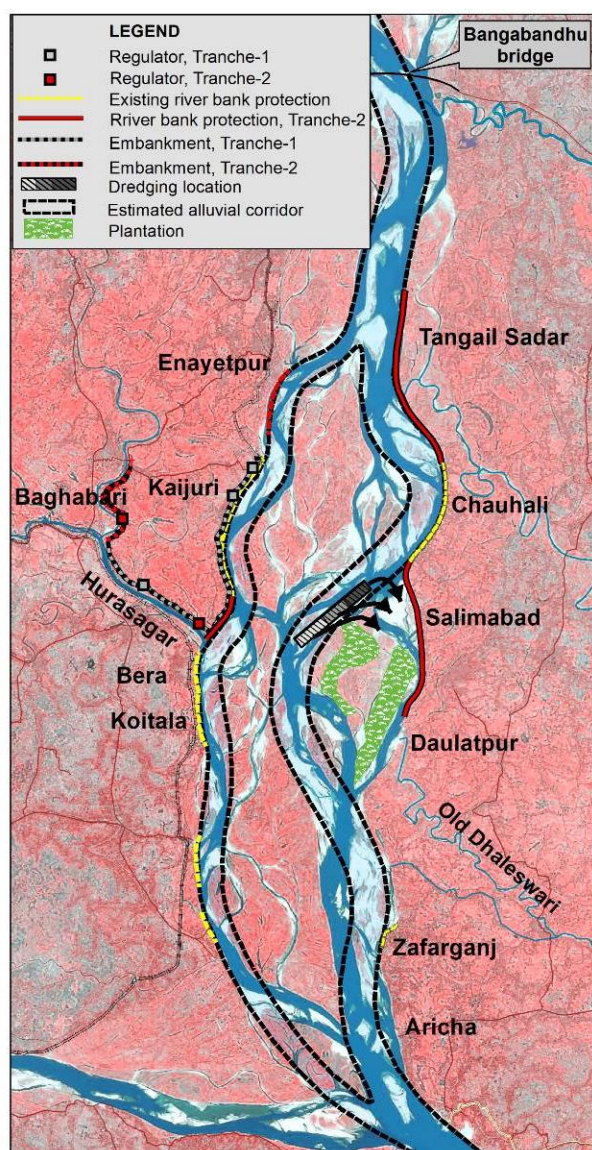 LEGEND
Regulator, Tranche-1
Regulator, Tranche-2
Existing river bank protection
Rriver bank protection, Tranche-2
Embankment, Tranche-1
Embankment, Tranche-2
Dredging location
Estimated alluvial corridor
Plantation
Bangabandhu
bridge
Tangail Sadar
Enayetpur
Kaijuri
Baghabari
Chauhali
Hurasagar
Salimabad
Bera
Koitala
Daulatpur
Old Dhaleswari
Zafarganj
Aricha